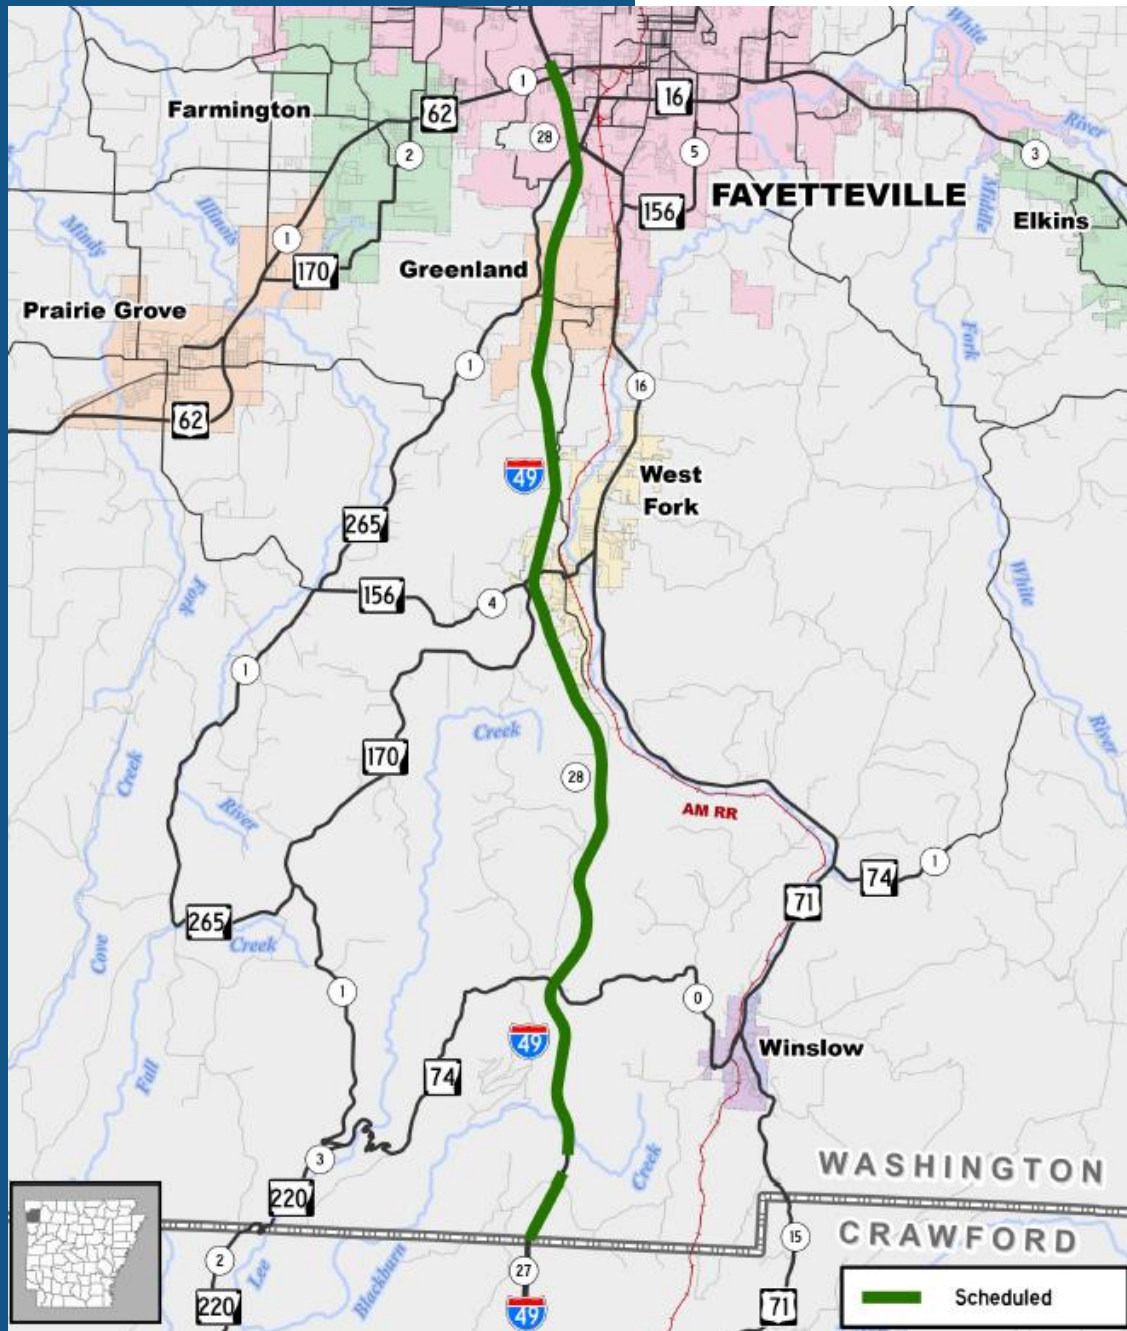 White
1
16
Farmington
62
28
2
5
River
3
FAYETTEVILLE
156
Middle
Elkins
Illinois
Mindy
1
Greenland
170
Prairie Grove
Fork
1
16
62
West
Fork
49
265
156
4
Fork
White
1
Creek
170
28
Creek
River
River
AM RR
74
1
71
265
Creek
Cove
1
0
49
Winslow
74
Fall
3
Creek
WASHINGTON
220
CRAWFORD
15
2
Lee
Blackburn
27
220
49
71
Scheduled